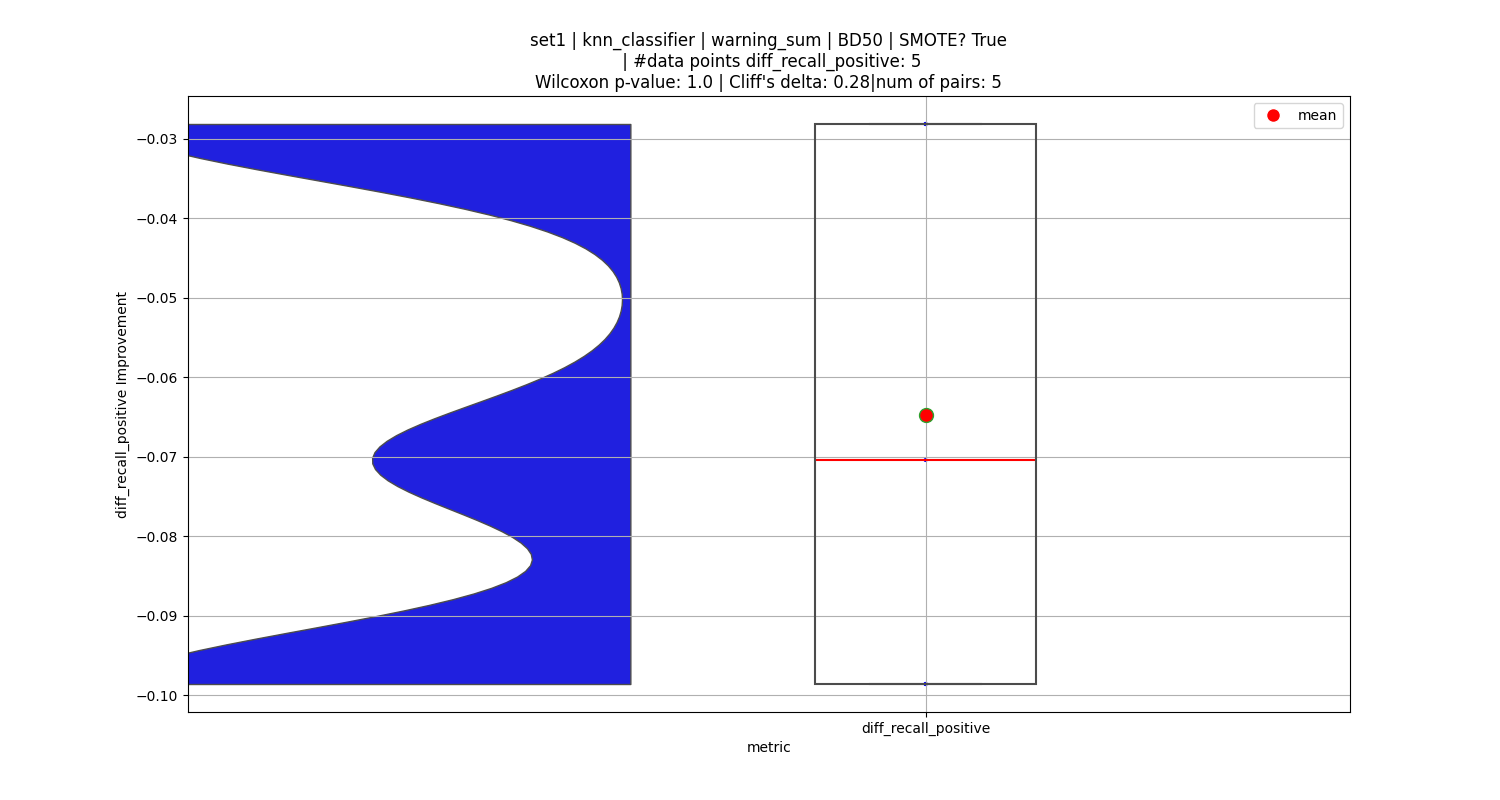 set1 | knn_classifier | warning_sum | BD50 | SMOTE? True
| #data points diff_recall_positive: 5
Wilcoxon p-value: 1.0 | Cliff's delta: 0.28|num of pairs: 5
mean
−0.03
−0.04
−0.05
−0.06
−0.07
−0.08
−0.09
−0.10
diff_recall_positive Improvement
diff_recall_positive
metric